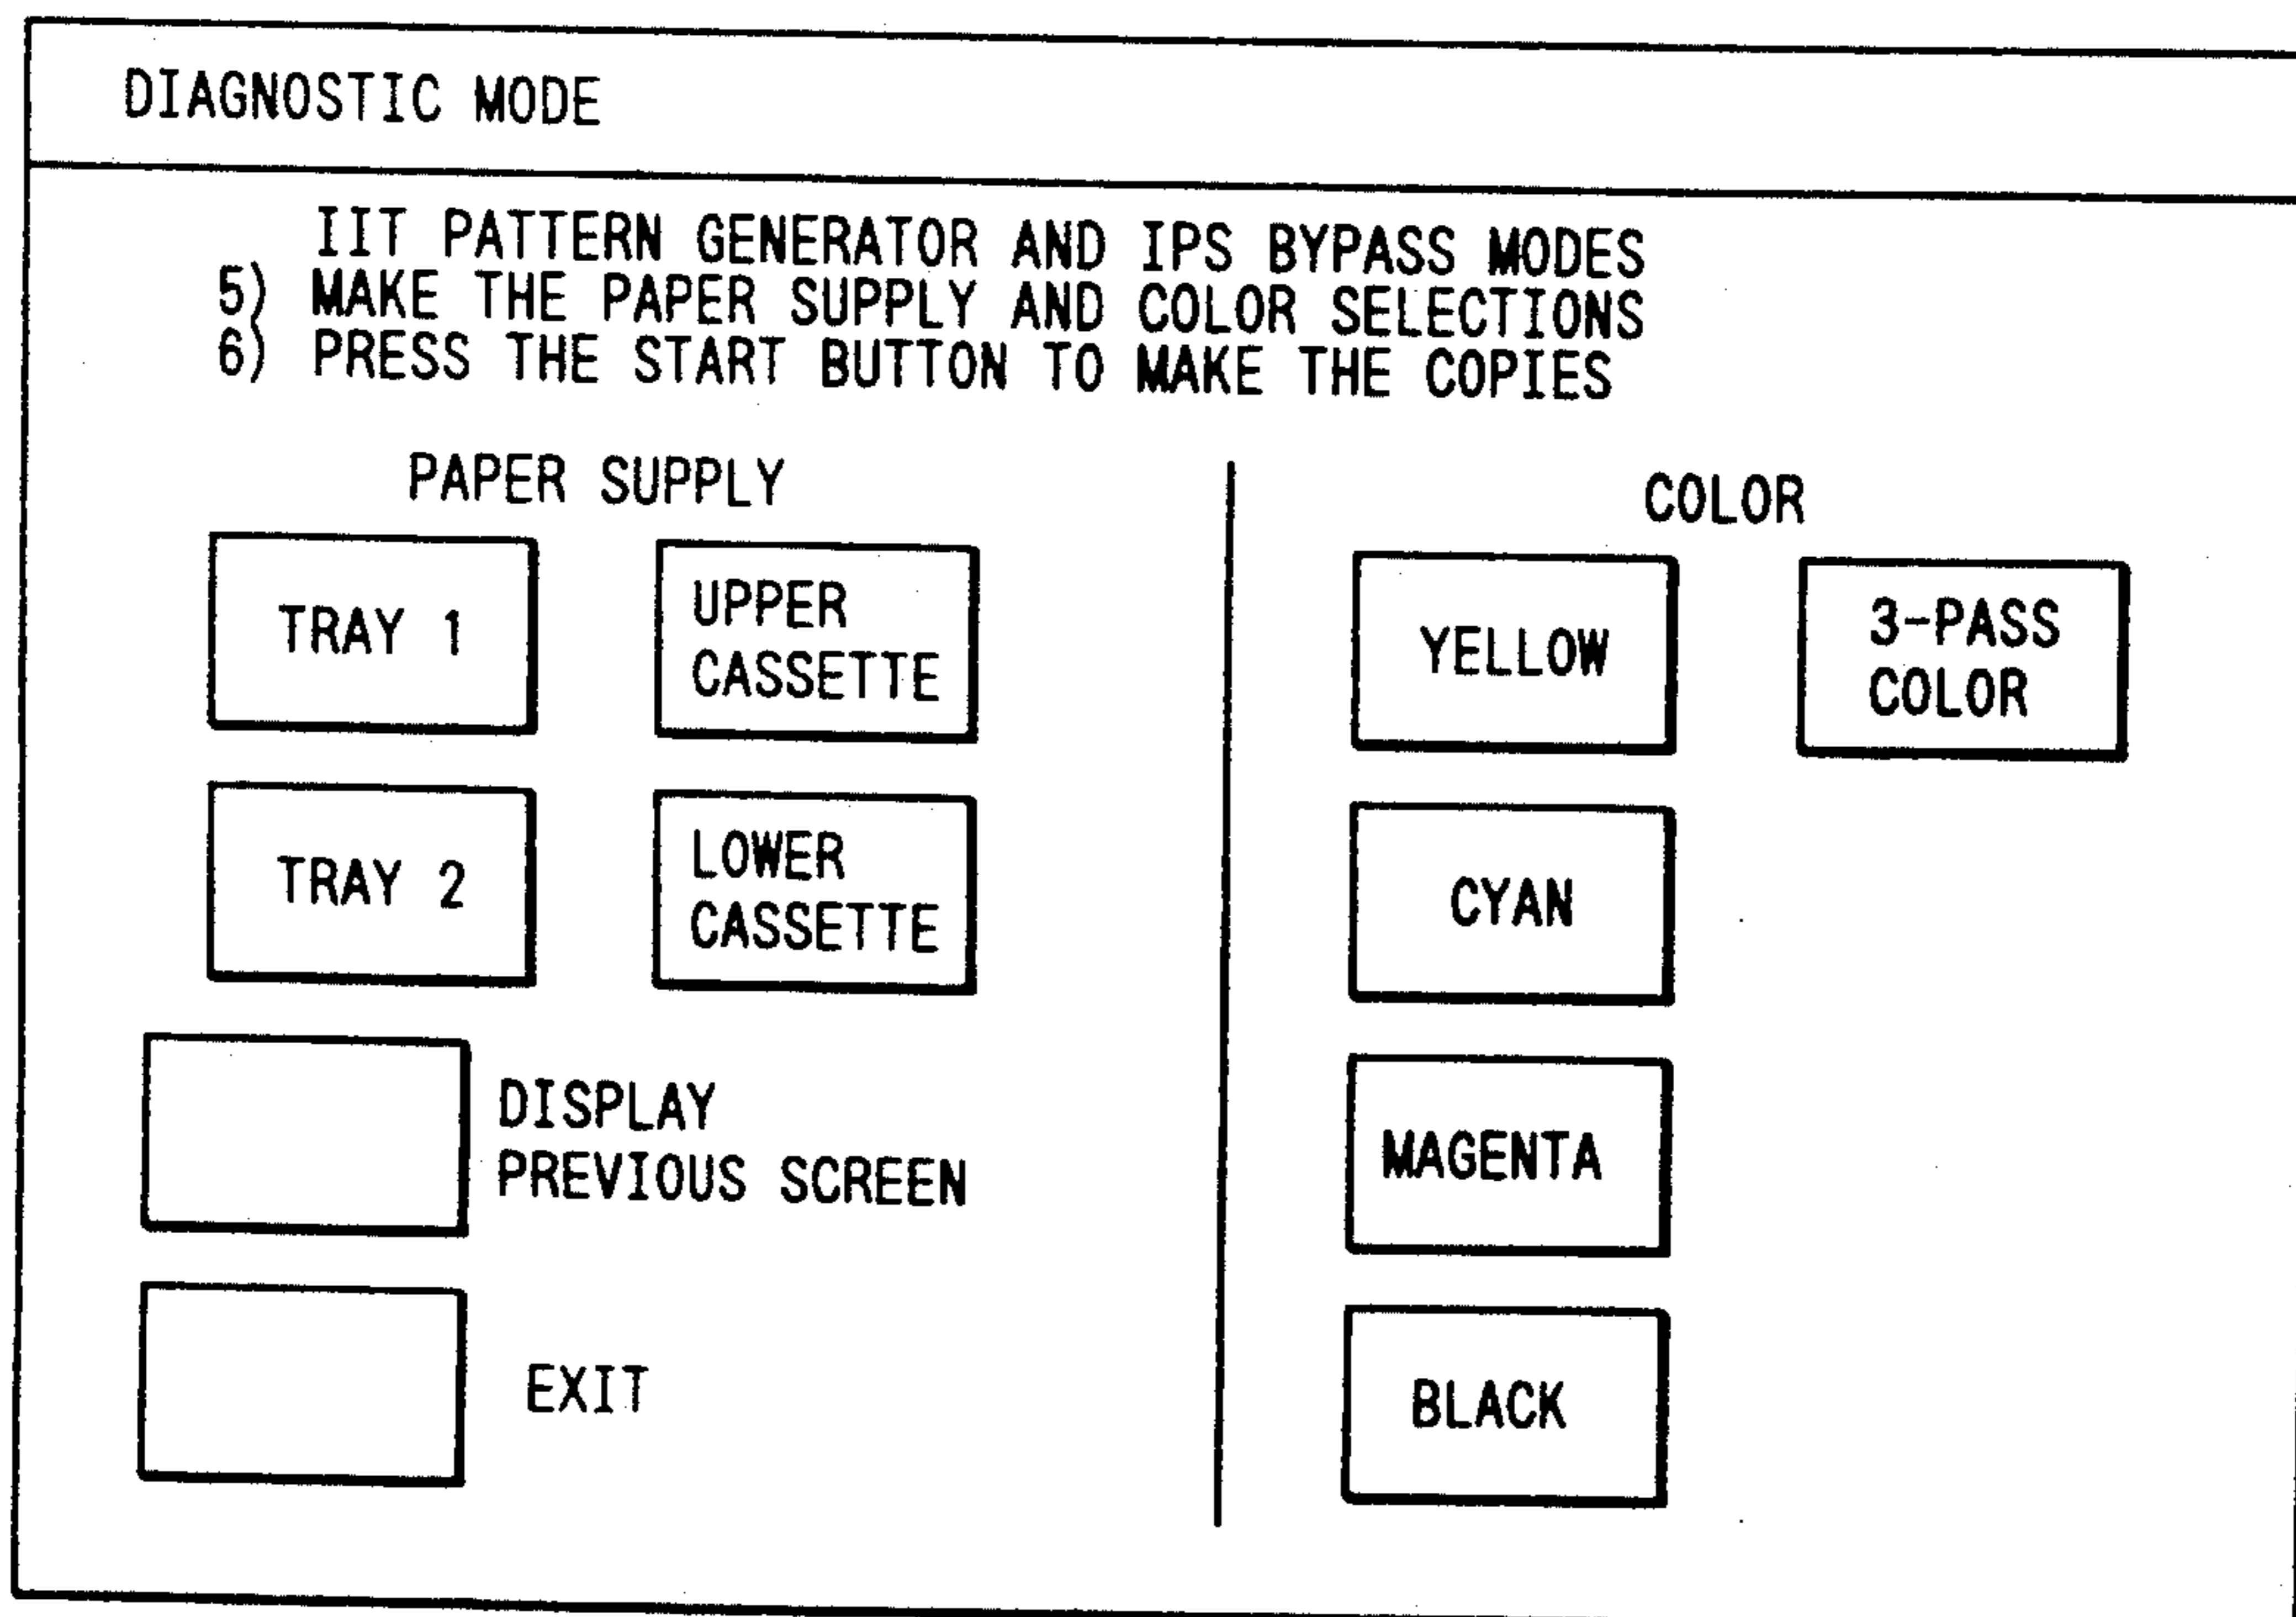 DIAGNOSTIC MODE
IIT PATTERN GENERATOR AND IPS BYPASS MODES
5) MAKE THE PAPER SUPPLY AND COLOR SELECTIONS
6) PRESS THE START BUTTON TO MAKE THE COPIES
PAPER SUPPLY
TRAY 1
UPPER
CASSETTE
TRAY 2
LOWER
CASSETTE
DISPLAY
PREVIOUS SCREEN
EXIT
COLOR
YELLOW
3-PASS
COLOR
CYAN
MAGENTA
BLACK